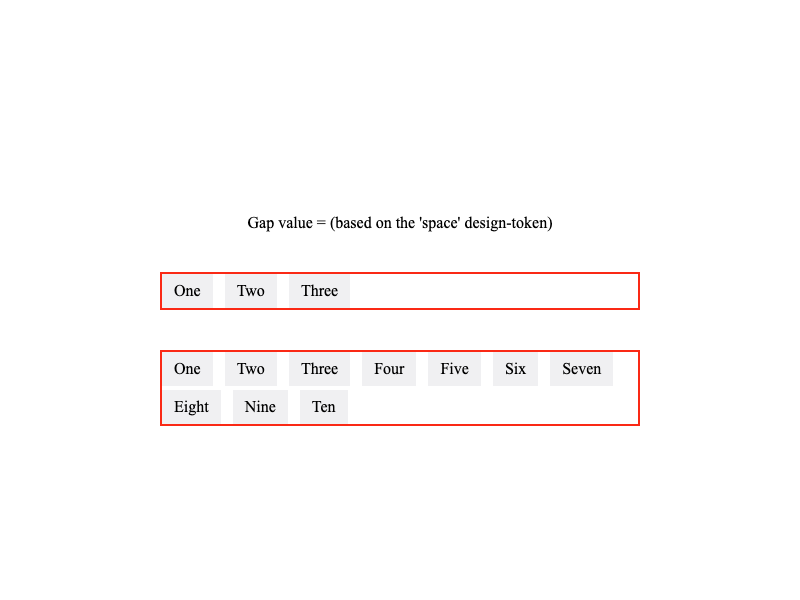 Gap value = (based on the 'space' design-token)
One Two Three
One Two Three Four Five Six Seven
Eight Nine Ten